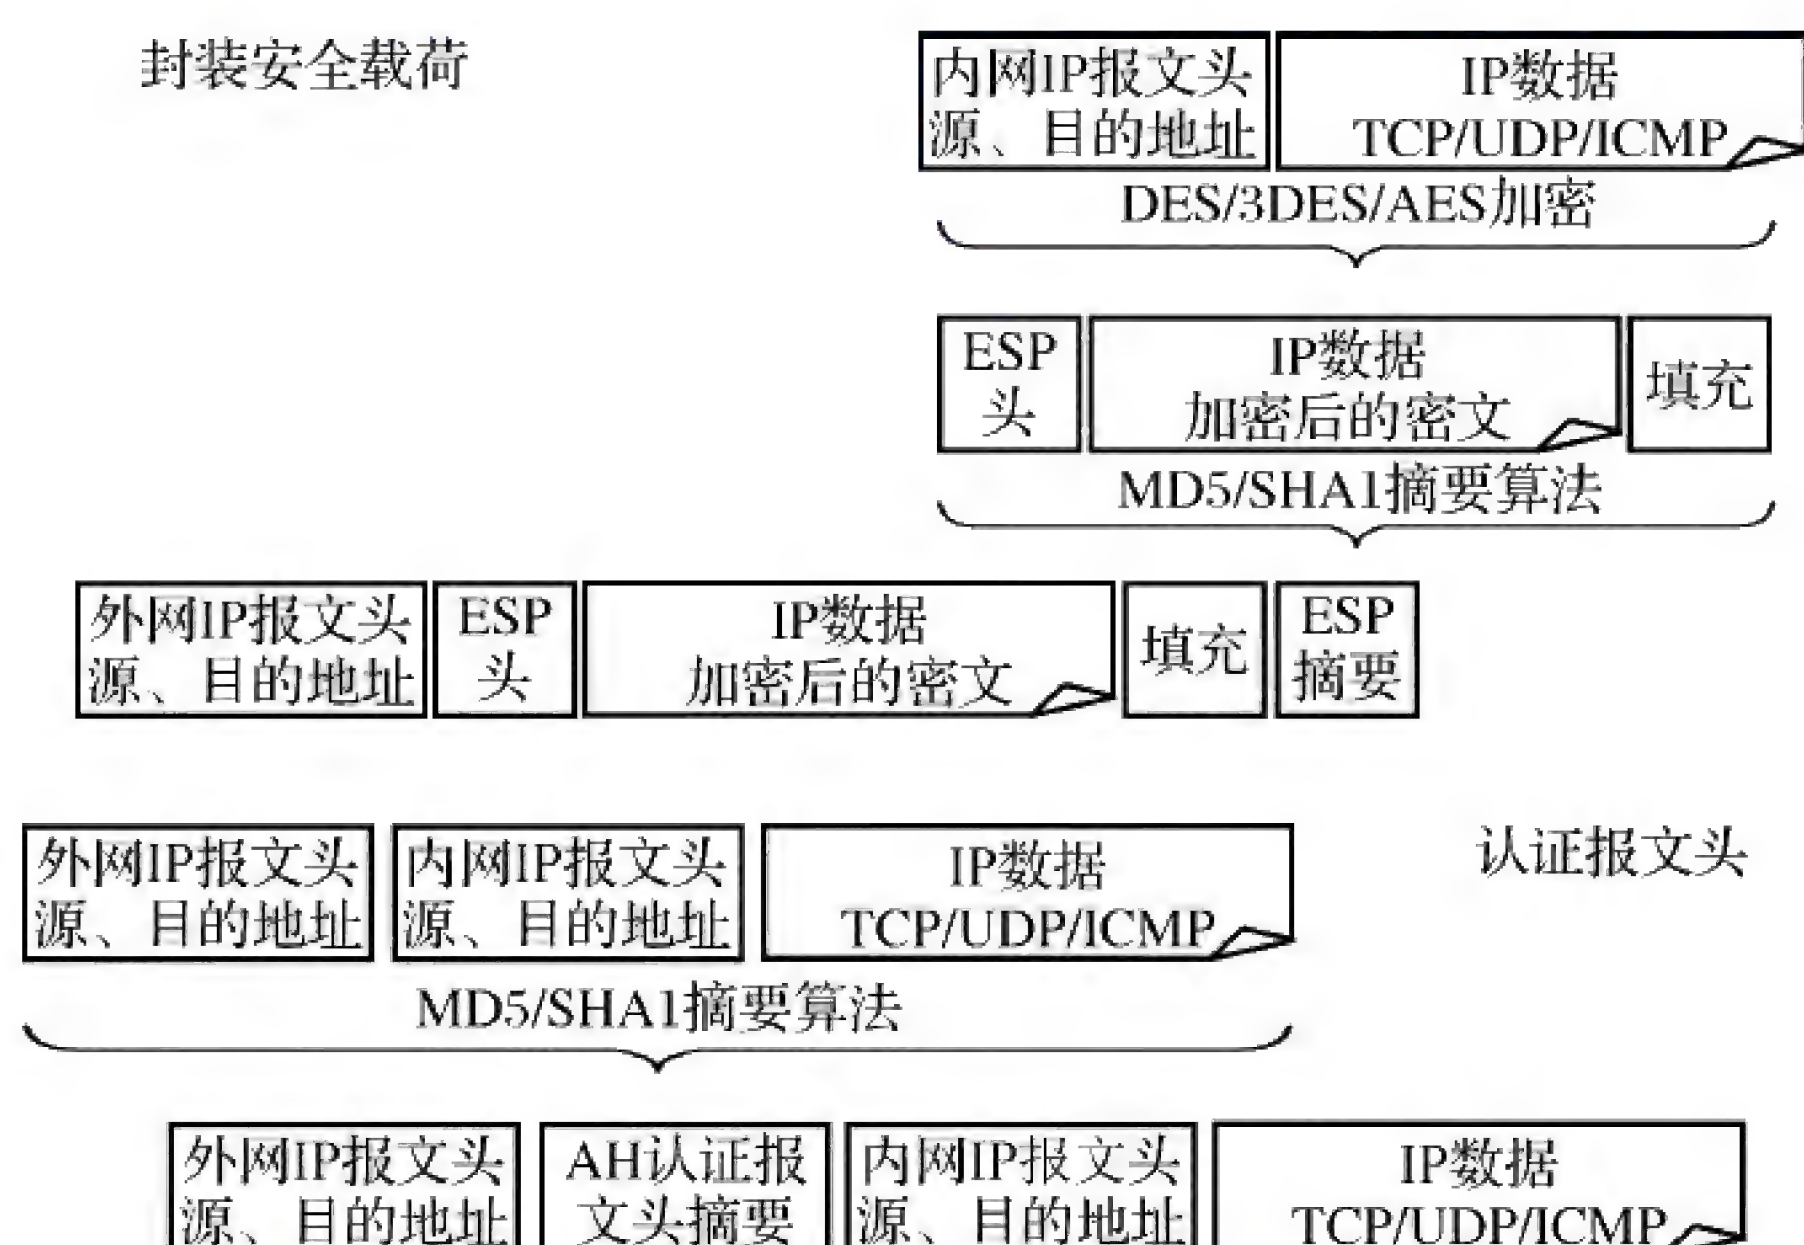 封装安全载荷
内网IP报文头
源、目的地址
IP数据
TCP/UDP/ICMP
DES/3DES/AES加密
ESP
头
IP数据
加密后的密文
填充
MD5/SHA1摘要算法
外网IP报文头
源、目的地址
ESP
头
IP数据
加密后的密文
填充
ESP
摘要
外网IP报文头
源、目的地址
内网IP报文头
源、目的地址
IP数据
TCP/UDP/ICMP
认证报文头
MD5/SHA1摘要算法
外网IP报文头
源、目的地址
AH认证报
文头摘要
内网IP报文头
源、目的地址
IP数据
TCP/UDP/ICMP